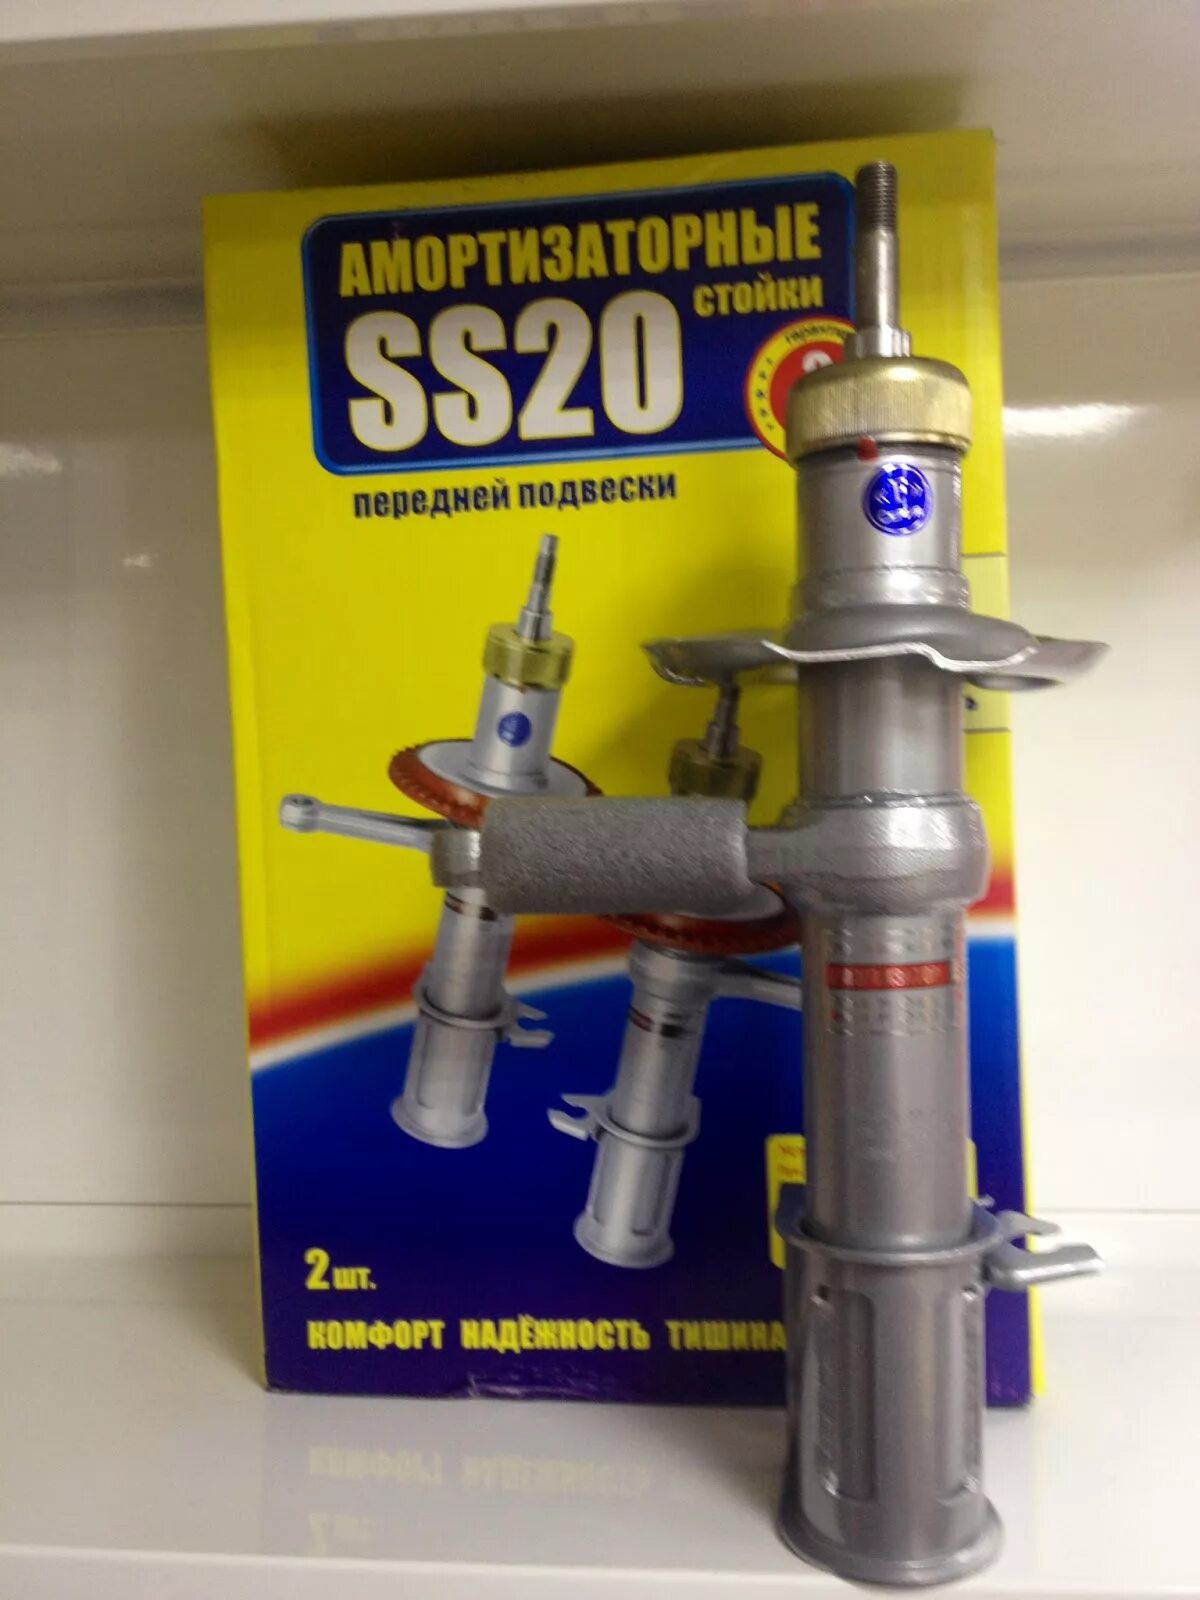 АМОРТИЗАТОРНЫЕ
SS20 СТОЙКИ
передней подвески
2 шт.
КОМФОРТ НАДЁЖНОСТЬ ТИШИНА